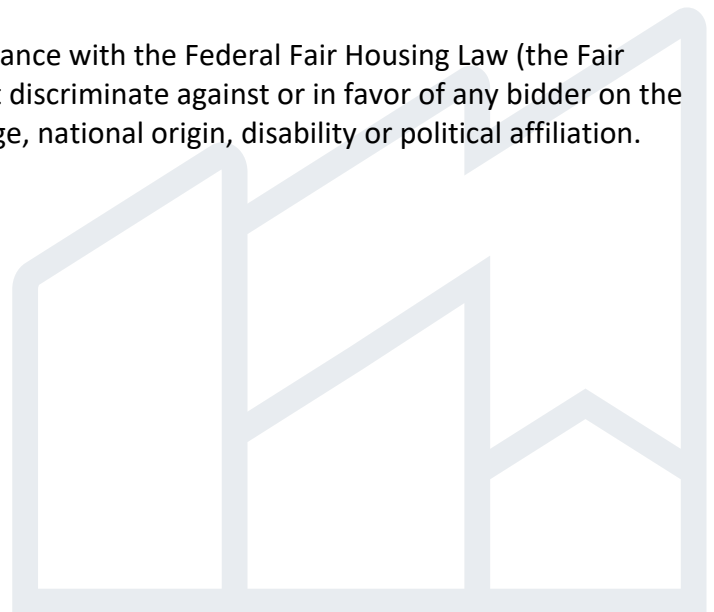 ance with the Federal Fair Housing Law (the Fair
discriminate against or in favor of any bidder on the
ge, national origin, disability or political affiliation.